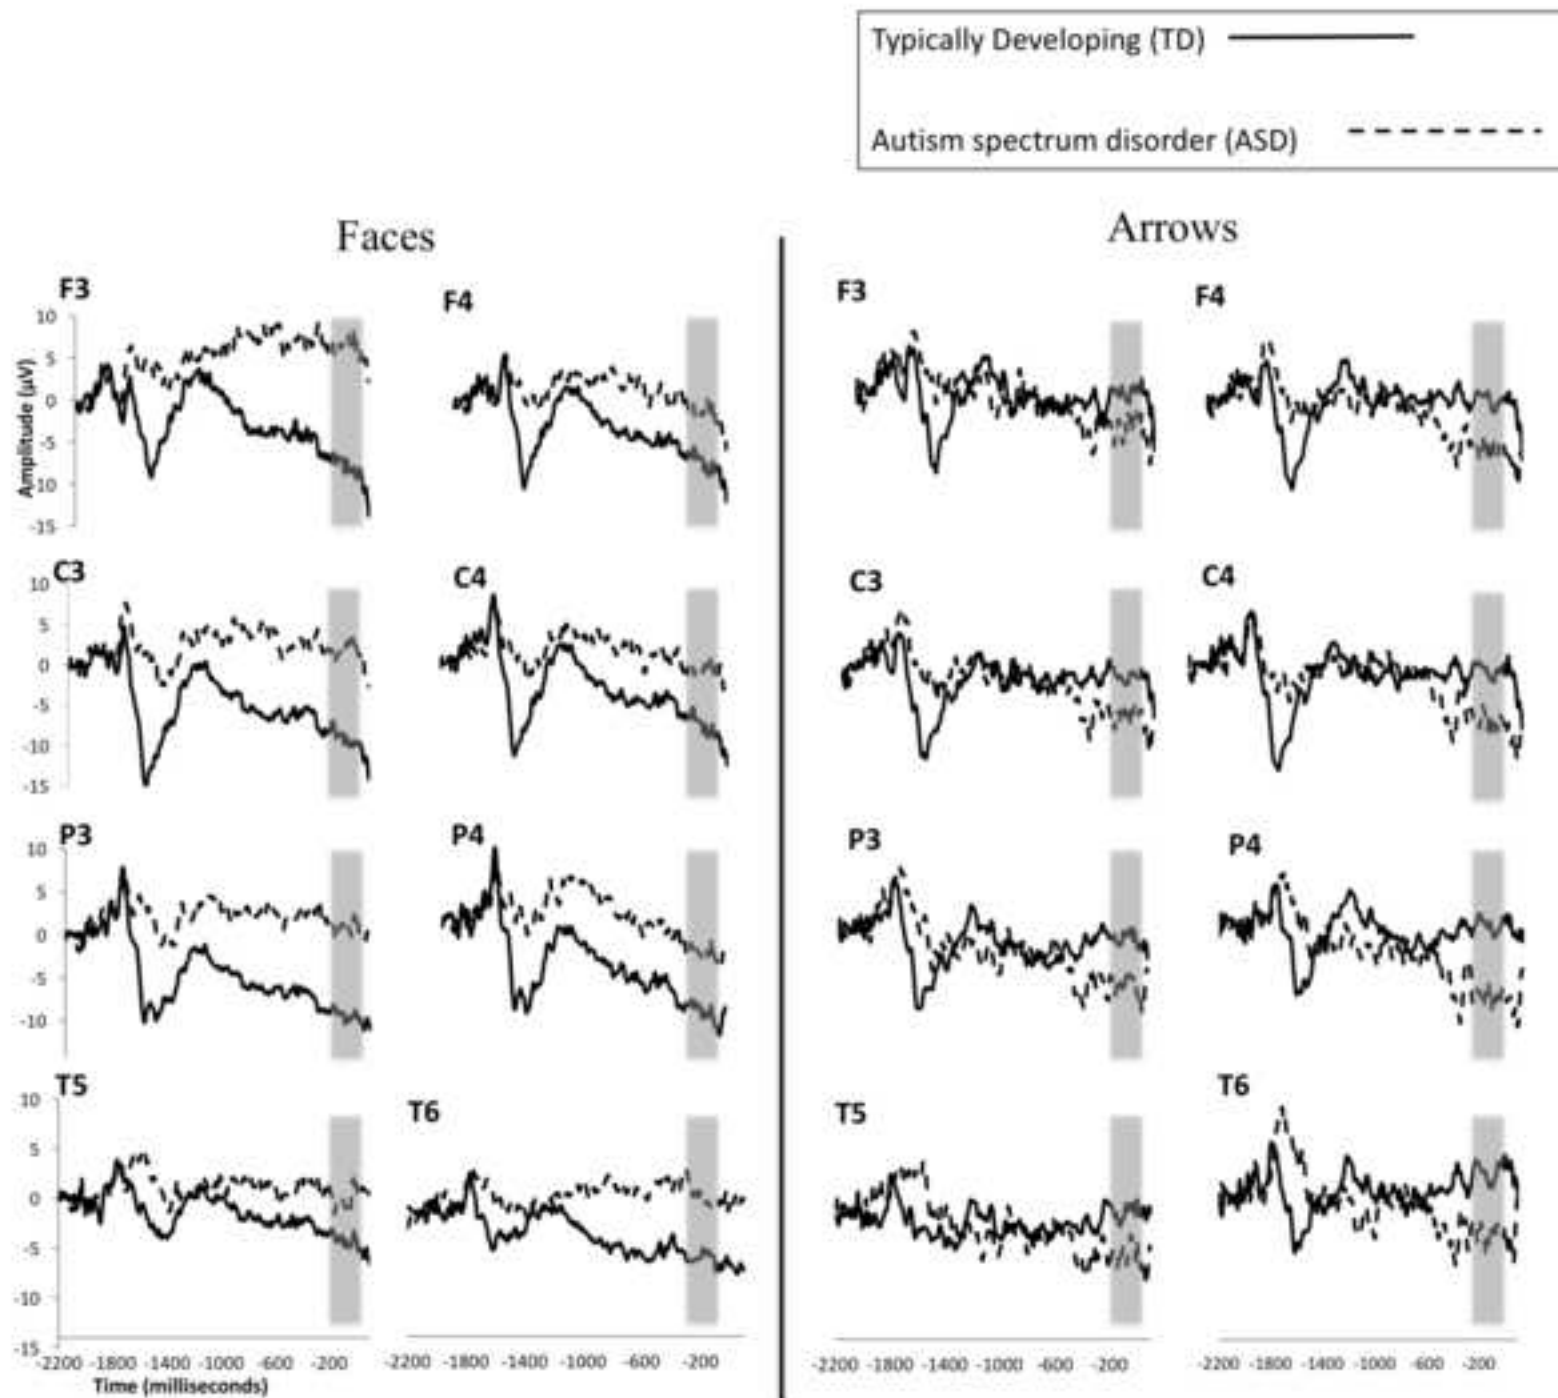 Typically Developing (TD)
Autism spectrum disorder (ASD)
Faces
Arrows
F3
F4
F3
F4
10
5
0
-5
-10
-15
Amplitude (µV)
C3
C4
C3
C4
10
5
0
-5
-10
-15
P3
P4
P3
P4
10
5
0
-5
-10
T5
T6
T5
T6
10
5
0
-5
-10
-15
-2200 -1800 -1400 -1000 -600 -200
-2200 -1800 -1400 -1000 -600 -200
-2200 -1800 -1400 -1000 -600 -200
-2200 -1800 -1400 -1000 -600 -200
Time (milliseconds)